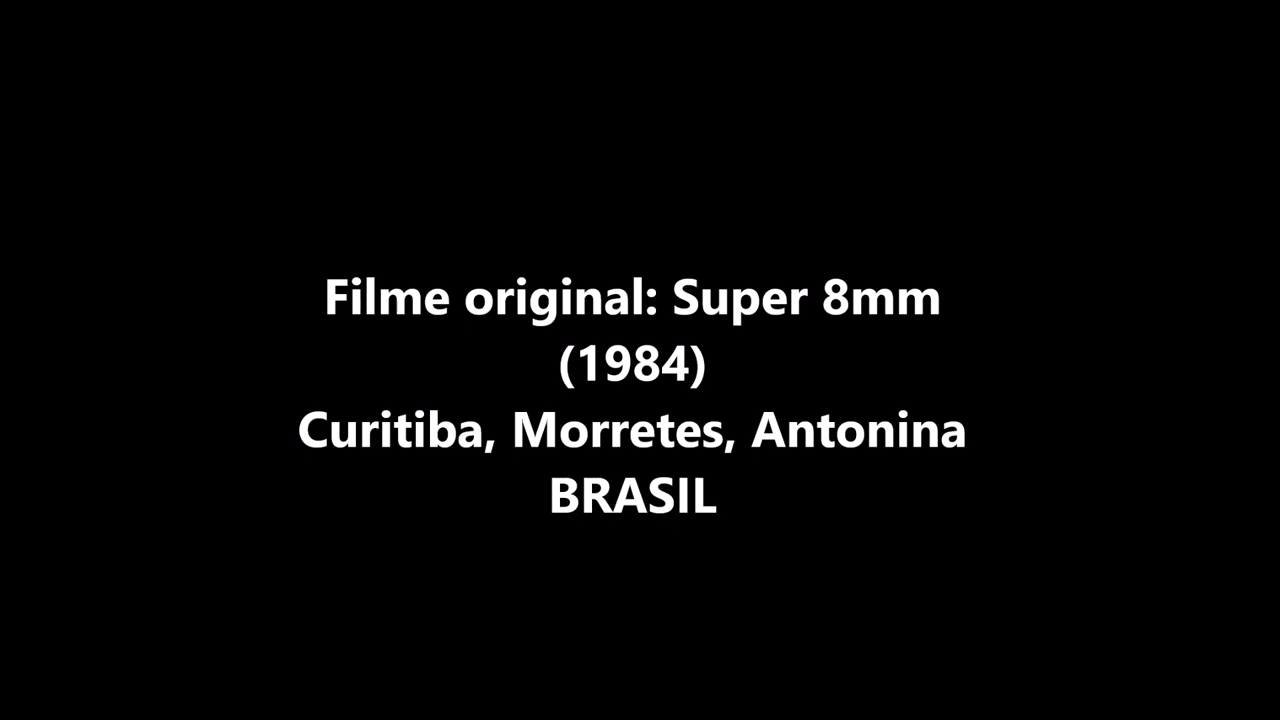 Filme original: Super 8mm
(1984)
Curitiba, Morretes, Antonina
BRASIL